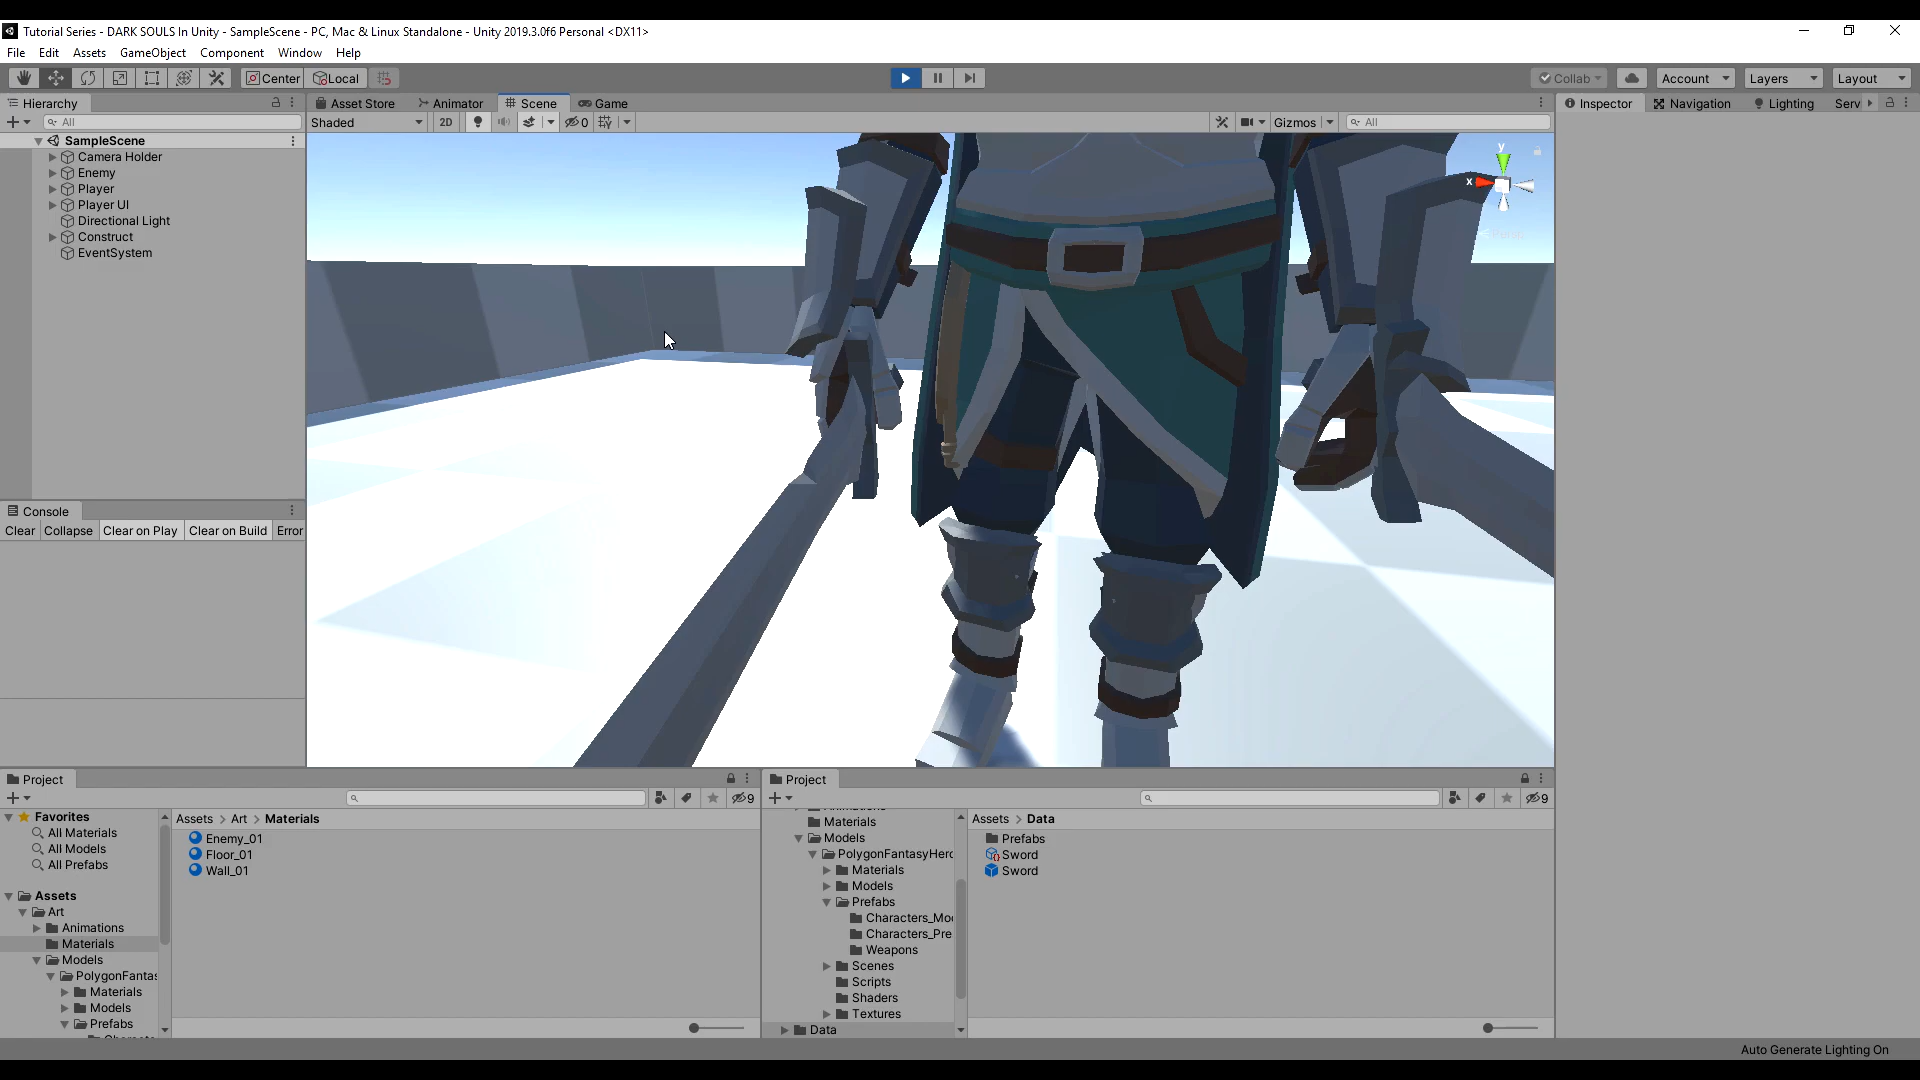 Tutorial Series - DARK SOULS In Unity - SampleScene - PC, Mac & Linux Standalone - Unity 2019.3.0f6 Personal <DX11>
File Edit Assets GameObject Component Window Help
Center Local Collab Account Layers Layout
Hierarchy Asset Store Animator Scene Game Inspector Navigation Lighting Serv
All Shaded 2D 0 Gizmos All
SampleScene
Camera Holder
Enemy
Player
Player UI
Directional Light
Construct
EventSystem
y
x
Console
Clear Collapse Clear on Play Clear on Build Error
Project
9
Favorites
All Materials
All Models
All Prefabs
Assets
Art
Animations
Materials
Models
PolygonFantas
Materials
Models
Prefabs
Assets > Art > Materials
Enemy_01
Floor_01
Wall_01
Project
9
Materials
Models
PolygonFantasyHero
Materials
Models
Prefabs
Characters_Mo
Characters_Pre
Weapons
Scenes
Scripts
Shaders
Textures
Data
Assets > Data
Prefabs
Sword
Sword
Auto Generate Lighting On